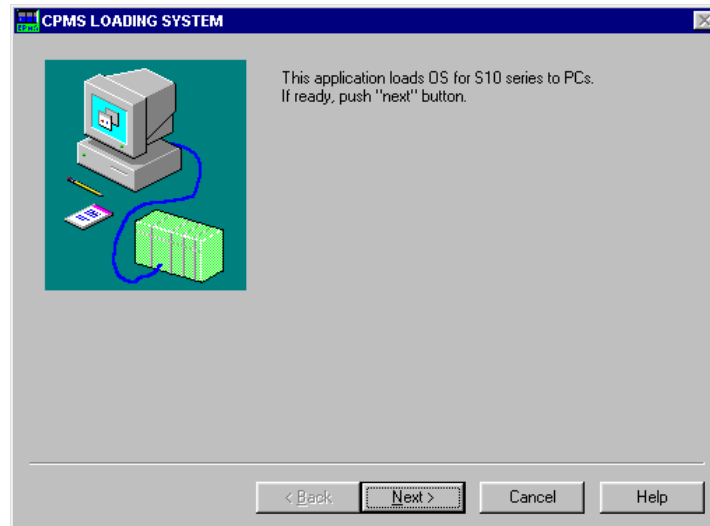 CPMS LOADING SYSTEM
This application loads OS for S10 series to PCs.
If ready, push "next" button.
< Back
Next >
Cancel
Help